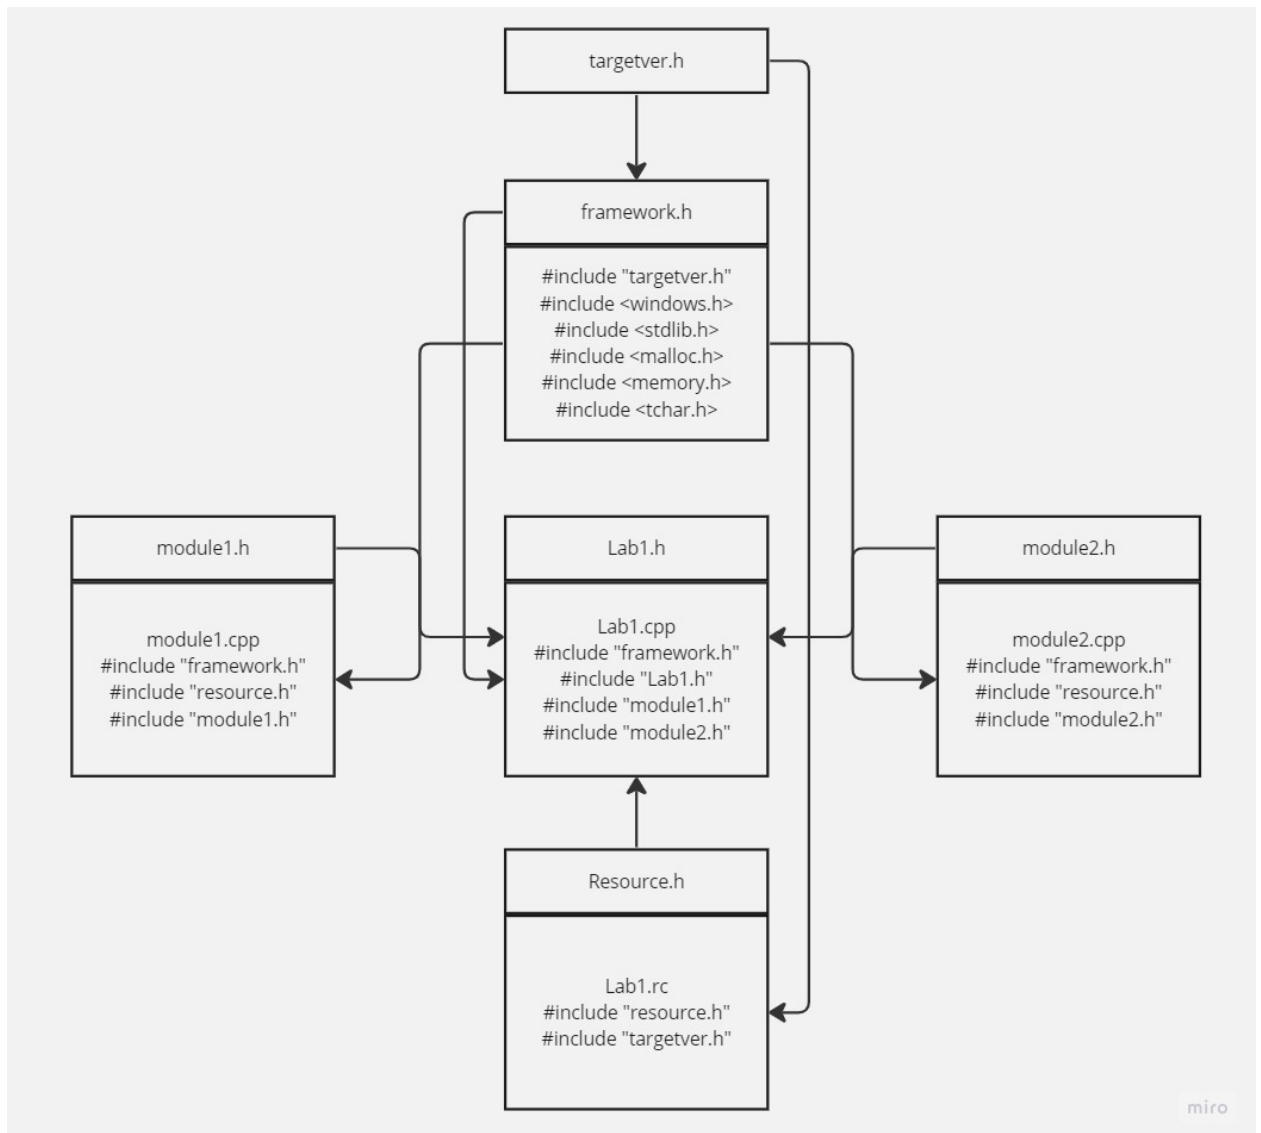 targetver.h
framework.h
#include "targetver.h"
#include <windows.h>
#include <stdlib.h>
#include <malloc.h>
#include <memory.h>
#include <tchar.h>
module1.h
module1.cpp
#include "framework.h"
#include "resource.h"
#include "module1.h"
Lab1.h
Lab1.cpp
#include "framework.h"
#include "Lab1.h"
#include "module1.h"
#include "module2.h"
module2.h
module2.cpp
#include "framework.h"
#include "resource.h"
#include "module2.h"
Resource.h
Lab1.rc
#include "resource.h"
#include "targetver.h"
miro